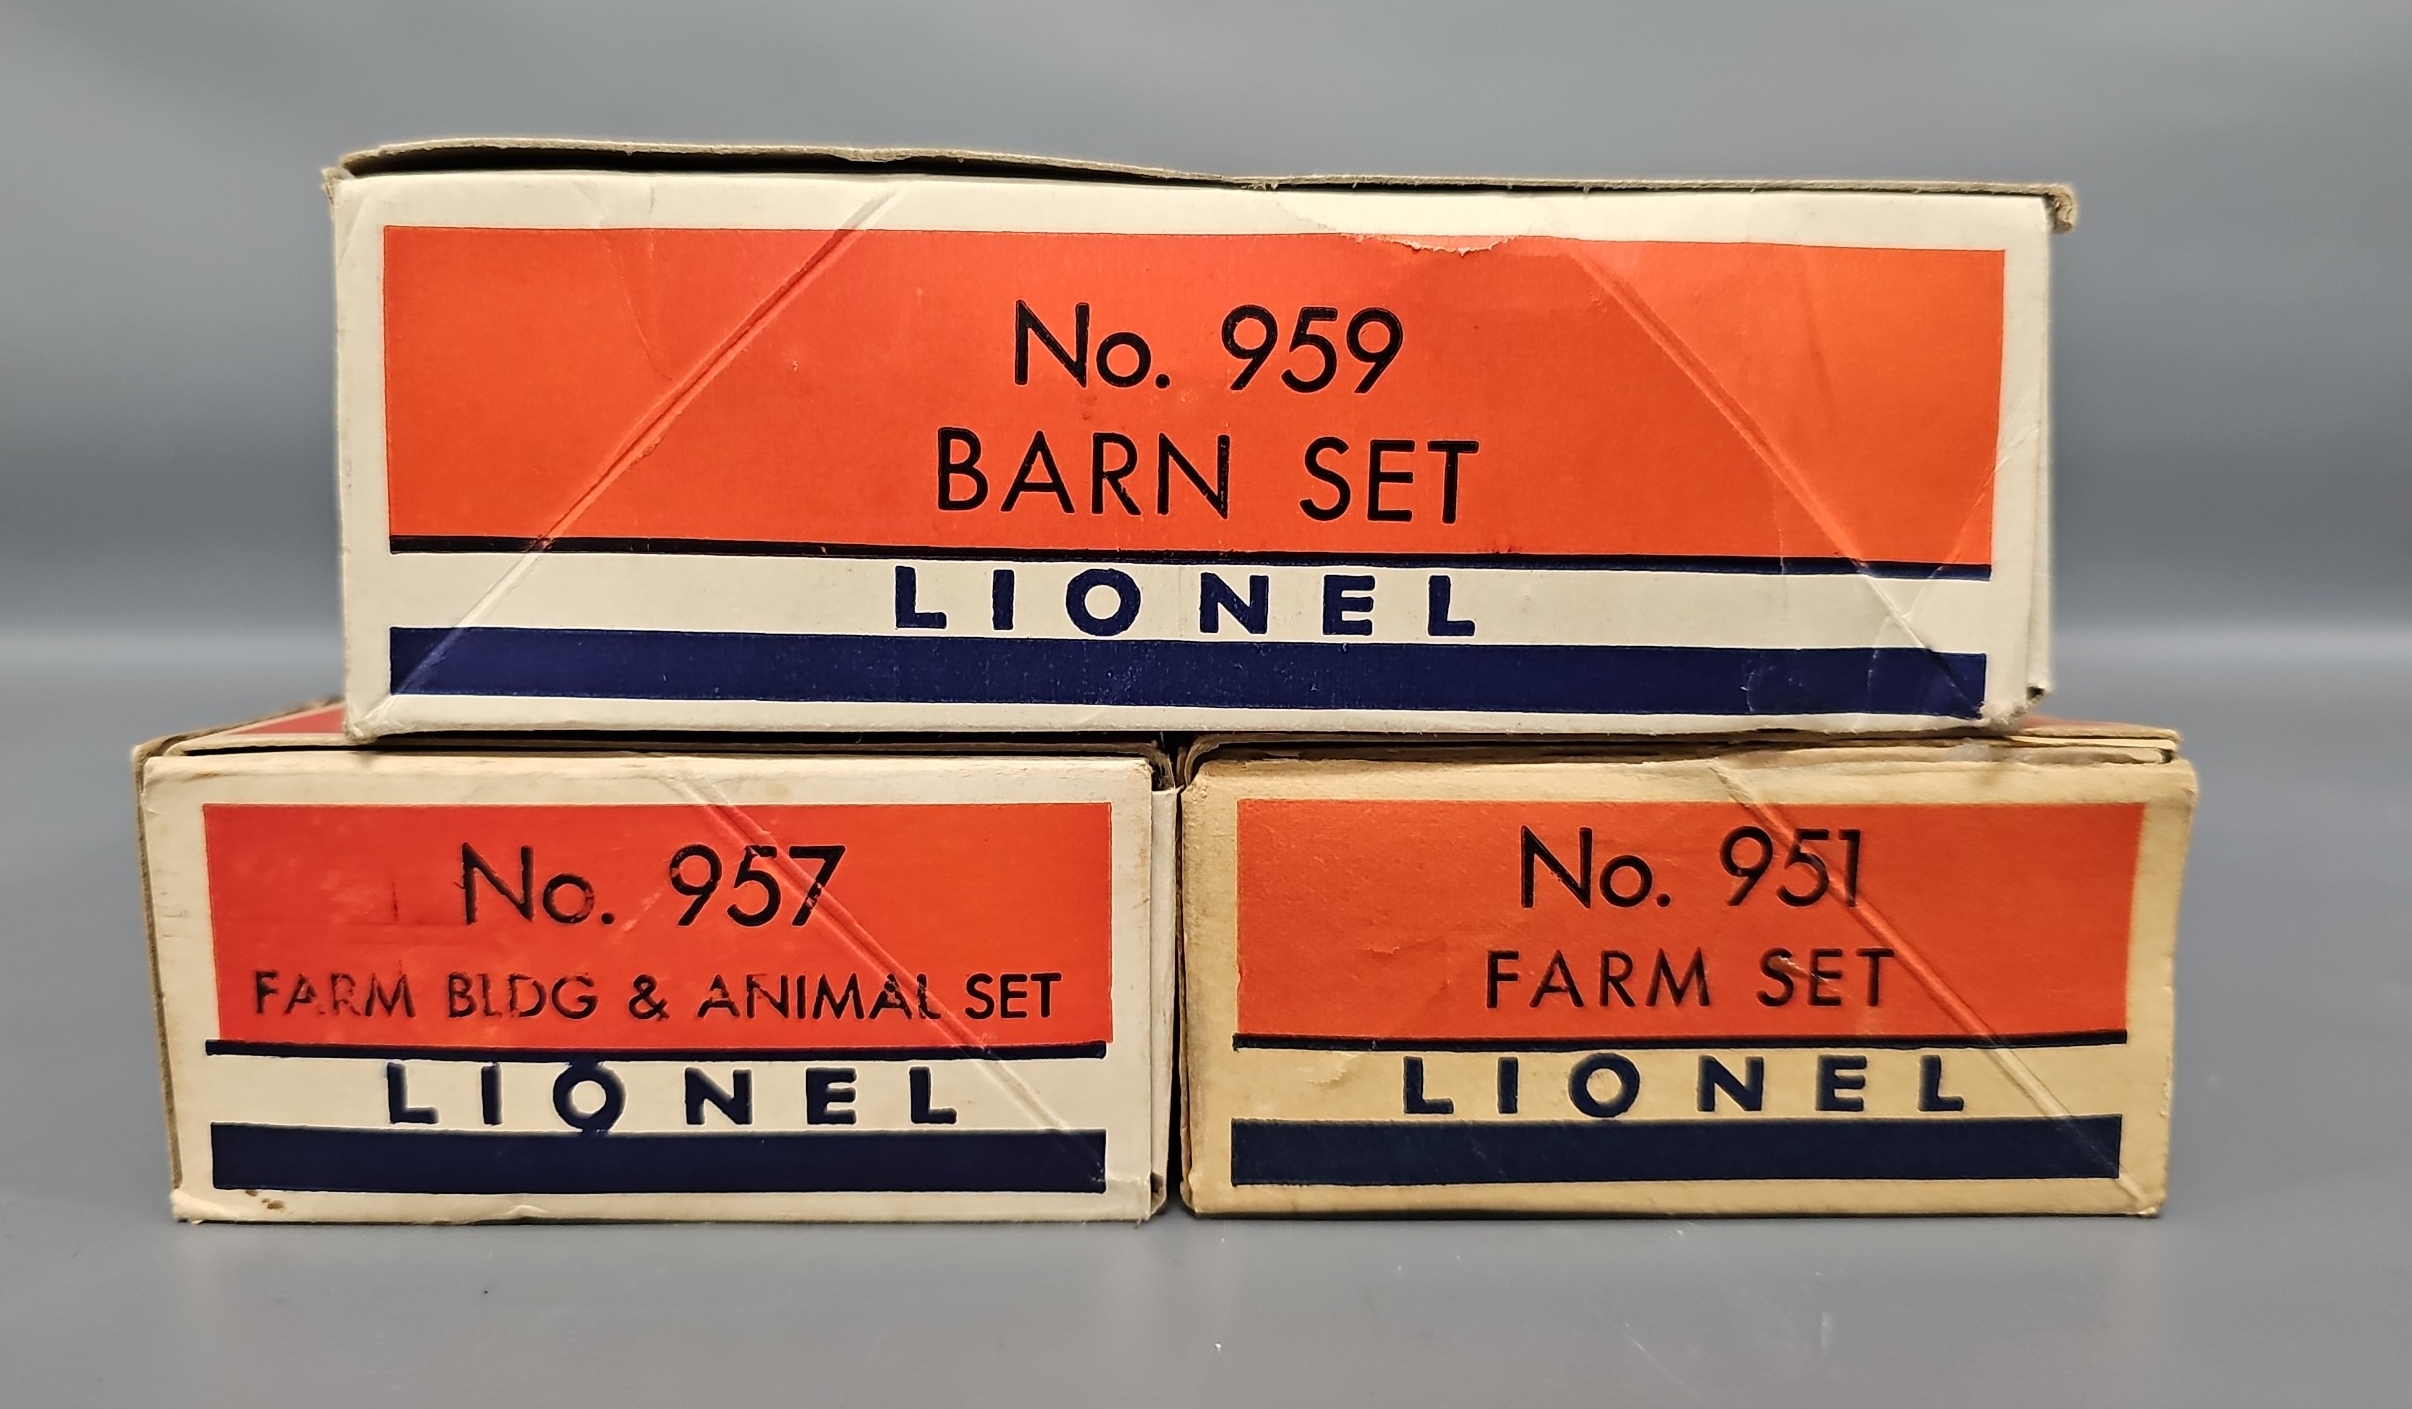 No. 959
BARN SET
LIONEL
No. 957
FARM BLDG & ANIMAL SET
LIONEL
No. 951
FARM SET
LIONEL